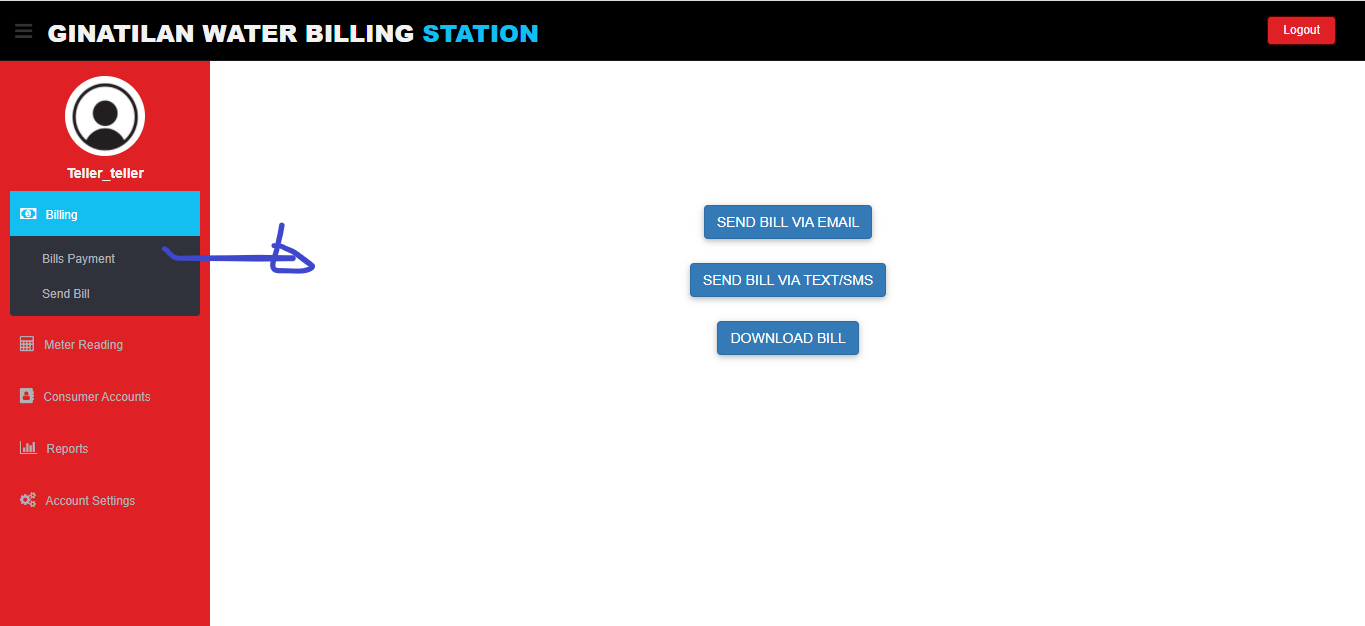 GINATILAN WATER BILLING STATION
Logout
Teller_teller
Billing
Bills Payment
Send Bill
Meter Reading
Consumer Accounts
Reports
Account Settings
SEND BILL VIA EMAIL
SEND BILL VIA TEXT/SMS
DOWNLOAD BILL